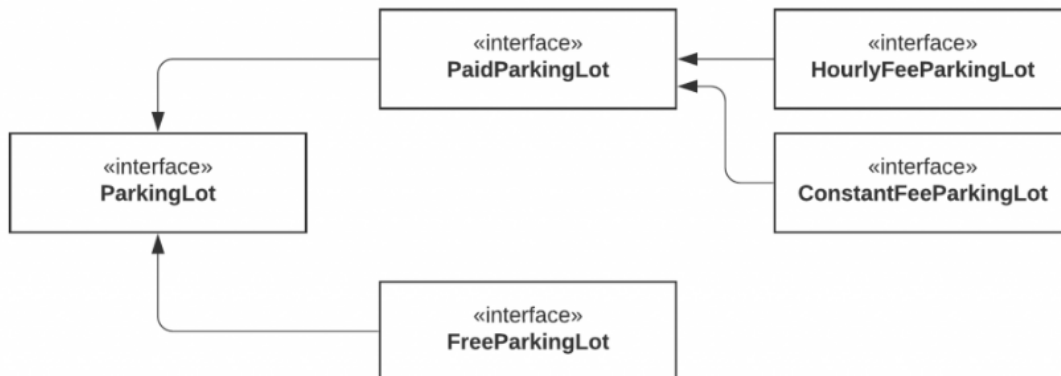 «interface»
PaidParkingLot
«interface»
HourlyFeeParkingLot
«interface»
ParkingLot
«interface»
ConstantFeeParkingLot
«interface»
FreeParkingLot